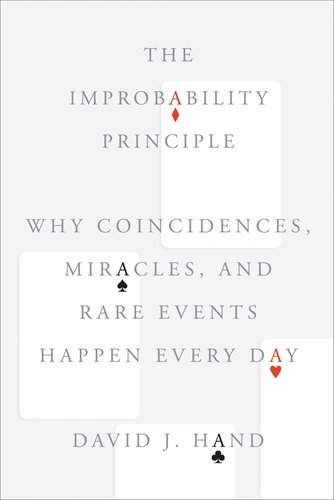 THE
IMPROBABILITY
PRINCIPLE
WHY COINCIDENCES,
MIRACLES, AND
RARE EVENTS
HAPPEN EVERY DAY
DAVID J. HAND